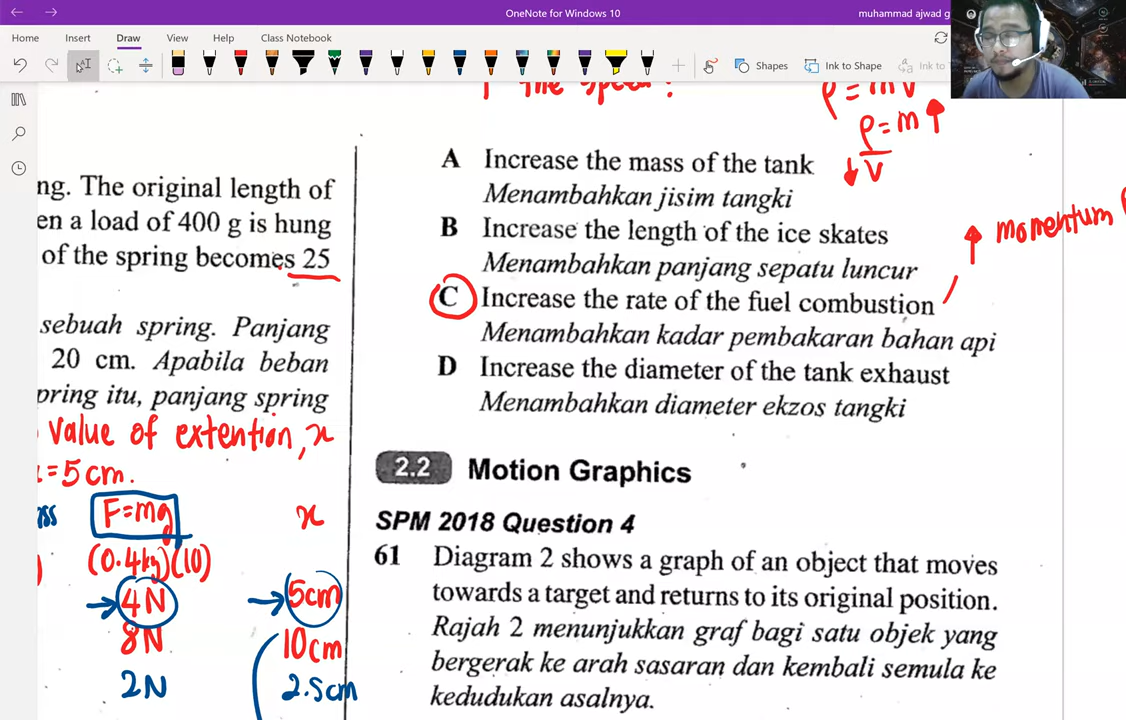 OneNote for Windows 10
muhammad ajwad g
Home Insert Draw View Help Class Notebook
Shapes Ink to Shape Ink to
the speed?
ρ = m v
ρ = m
v
A Increase the mass of the tank
Menambahkan jisim tangki
B Increase the length of the ice skates
Menambahkan panjang sepatu luncur
C Increase the rate of the fuel combustion
Menambahkan kadar pembakaran bahan api
D Increase the diameter of the tank exhaust
Menambahkan diameter ekzos tangki
momentum
ng. The original length of
en a load of 400 g is hung
of the spring becomes 25
sebuah spring. Panjang
20 cm. Apabila beban
pring itu, panjang spring
value of extention, x
= 5 cm.
ass F=mg x
(0.4kg)(10)
4N 5cm
8N 10cm
2N 2.5cm
2.2 Motion Graphics
SPM 2018 Question 4
61 Diagram 2 shows a graph of an object that moves
towards a target and returns to its original position.
Rajah 2 menunjukkan graf bagi satu objek yang
bergerak ke arah sasaran dan kembali semula ke
kedudukan asalnya.